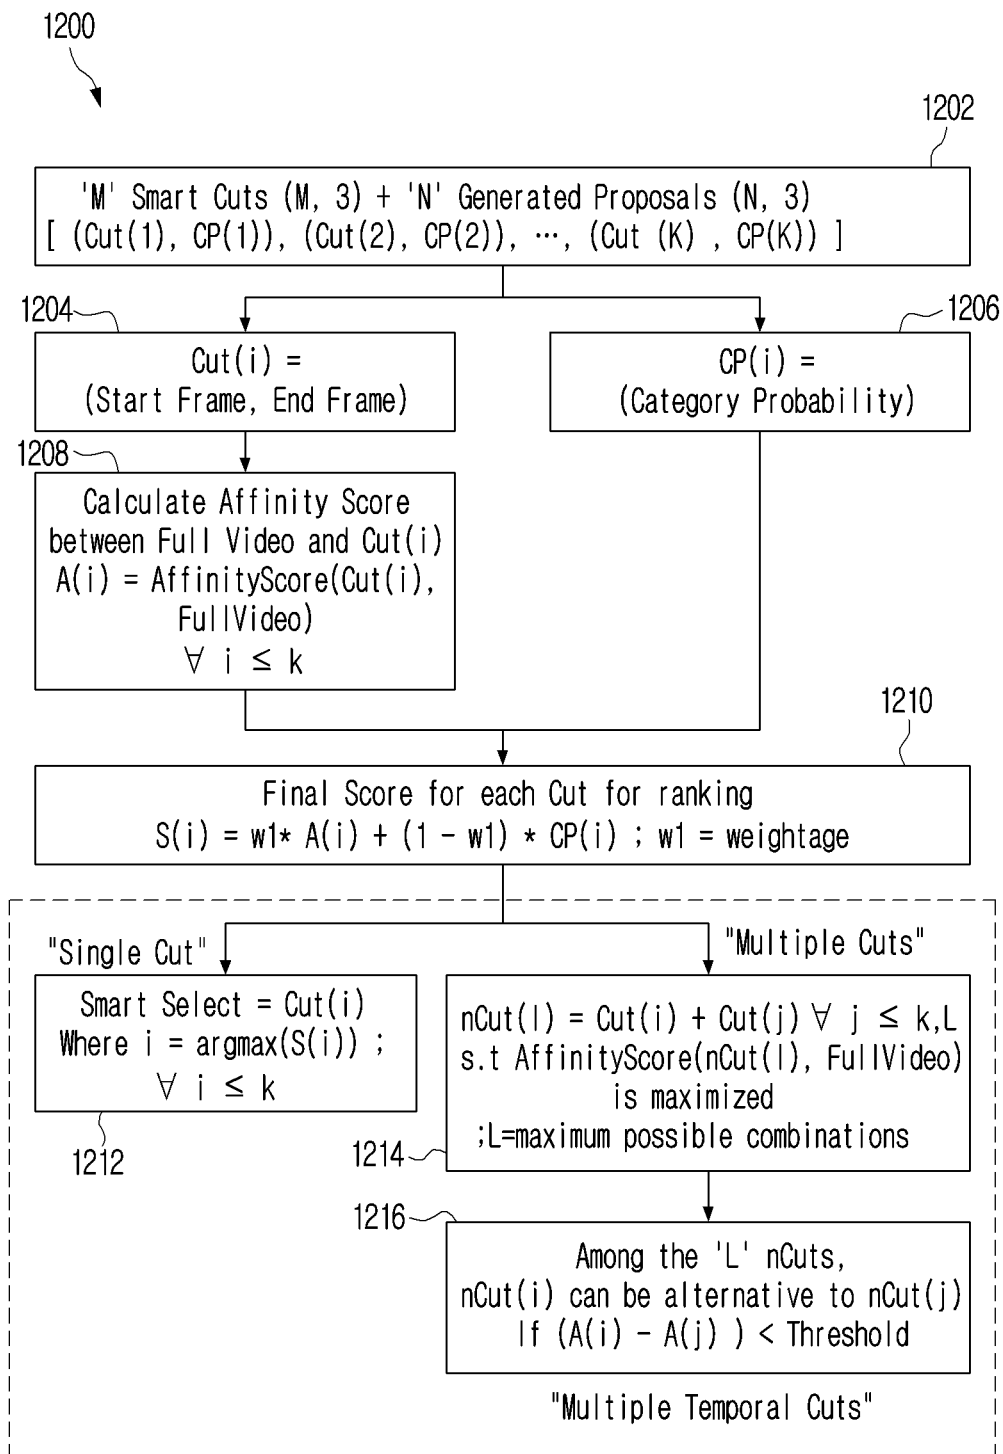 1200
1202
'M' Smart Cuts (M, 3) + 'N' Generated Proposals (N, 3)
[ (Cut(1), CP(1)), (Cut(2), CP(2)), ···, (Cut (K) , CP(K)) ]
1204
Cut(i) =
(Start Frame, End Frame)
1206
CP(i) =
(Category Probability)
1208
Calculate Affinity Score
between Full Video and Cut(i)
A(i) = AffinityScore(Cut(i),
FullVideo)
∀ i ≤ k
1210
Final Score for each Cut for ranking
S(i) = w1* A(i) + (1 - w1) * CP(i) ; w1 = weightage
"Single Cut"
Smart Select = Cut(i)
Where i = argmax(S(i)) ;
∀ i ≤ k
1212
"Multiple Cuts"
nCut(l) = Cut(i) + Cut(j) ∀ j ≤ k,L
s.t AffinityScore(nCut(l), FullVideo)
is maximized
;L=maximum possible combinations
1214
1216
Among the 'L' nCuts,
nCut(i) can be alternative to nCut(j)
If (A(i) - A(j) ) < Threshold
"Multiple Temporal Cuts"